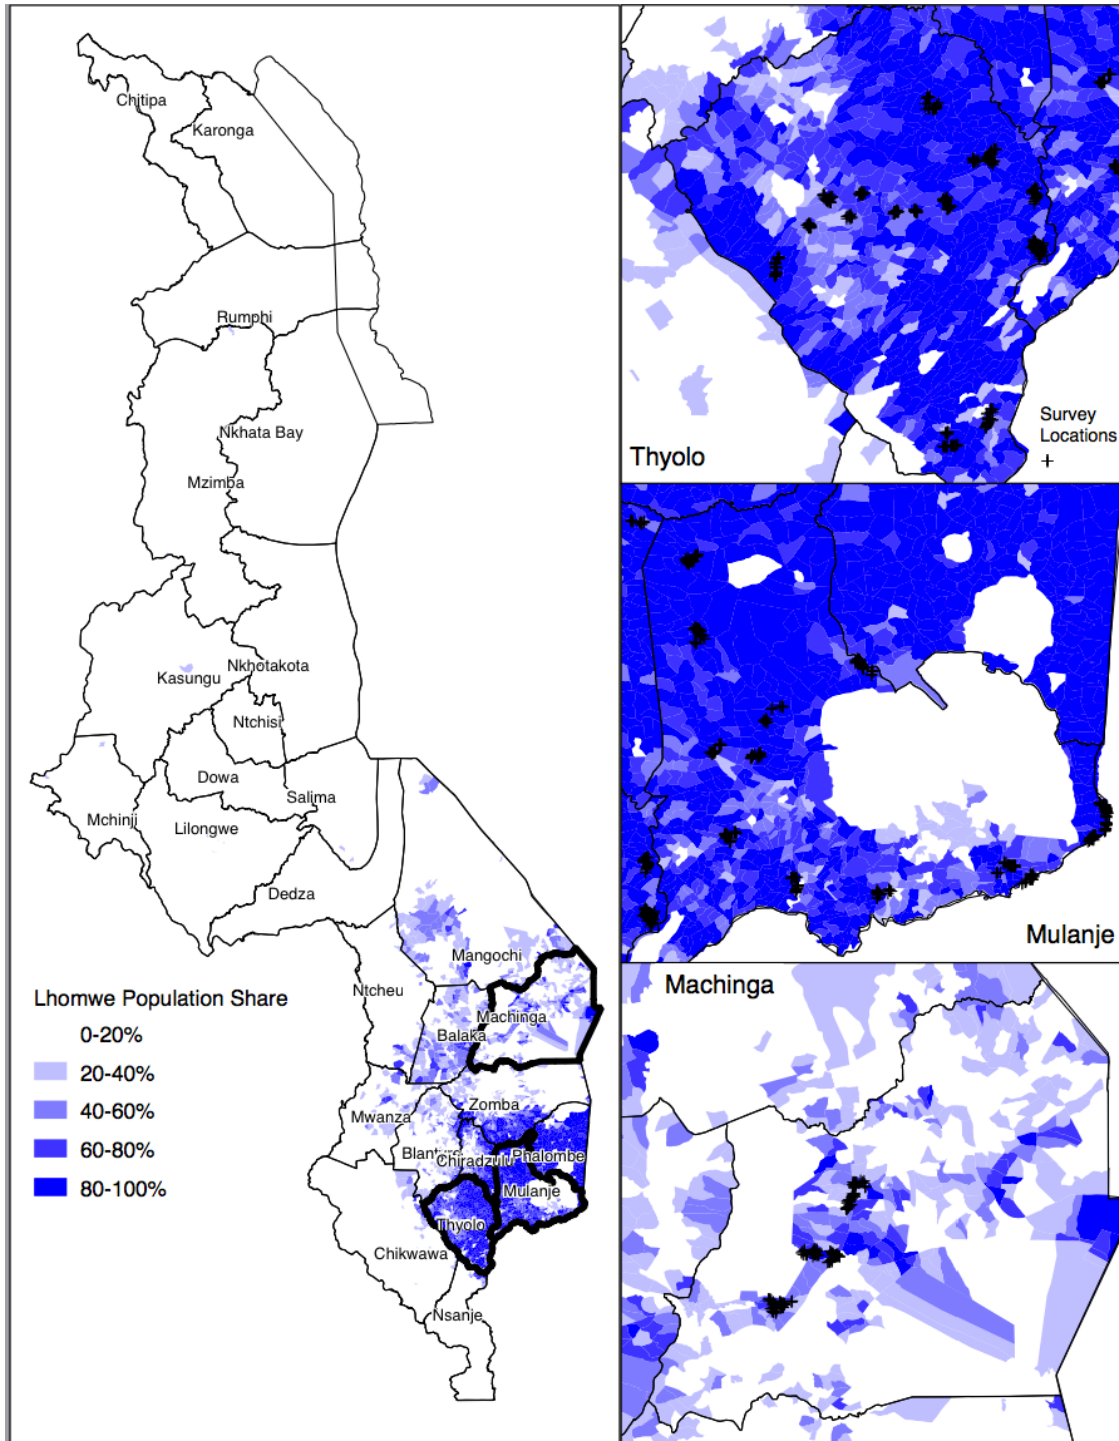 Chitipa
Karonga
Rumphi
Nkhata Bay
Mzimba
Nkhotakota
Kasungu
Ntchisi
Dowa
Salima
Mchinji
Lilongwe
Dedza
Mangochi
Ntcheu
Machinga
Balaka
Zomba
Mwanza
Blantyre
Chiradzulu
Phalombe
Mulanje
Thyolo
Chikwawa
Nsanje
Lhomwe Population Share
0-20%
20-40%
40-60%
60-80%
80-100%
Survey
Locations
+
Thyolo
Mulanje
Machinga